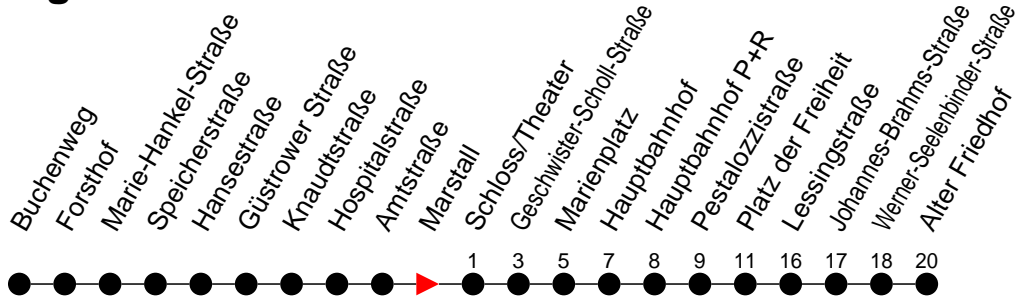 Buchenweg
Forsthof
Marie-Hankel-Straße
Speicherstraße
Hansestraße
Güstrower Straße
Knaudtstraße
Hospitalstraße
Amtstraße
Marstall
Schloss/Theater
Geschwister-Scholl-Straße
Marienplatz
Hauptbahnhof
Hauptbahnhof P+R
Pestalozzistraße
Platz der Freiheit
Lessingstraße
Johannes-Brahms-Straße
Werner-Seelenbinder-Straße
Alter Friedhof
1 3 5 7 8 9 11 16 17 18 20